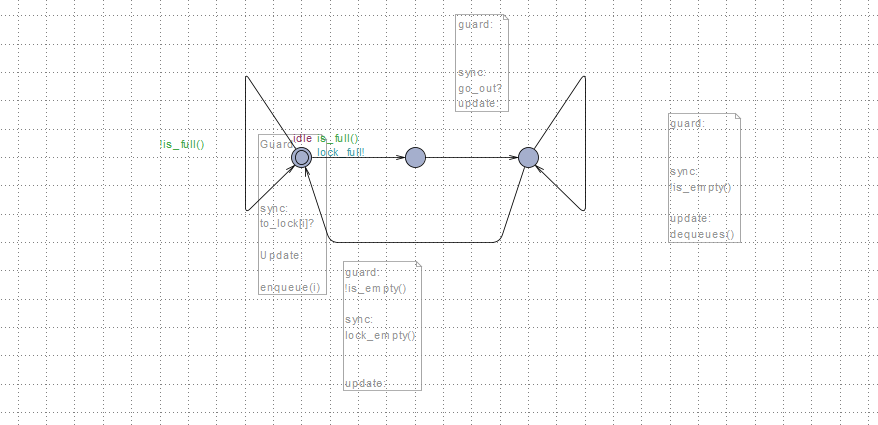 guard:
sync:
go_out?
update:
guard:
sync:
!is_empty()
update:
dequeues()
!is_full()
idle is_full()
Guard
lock_full!
sync:
to_lock[i]?
Update:
enqueue(i)
guard:
!is_empty()
sync:
lock_empty()
update: